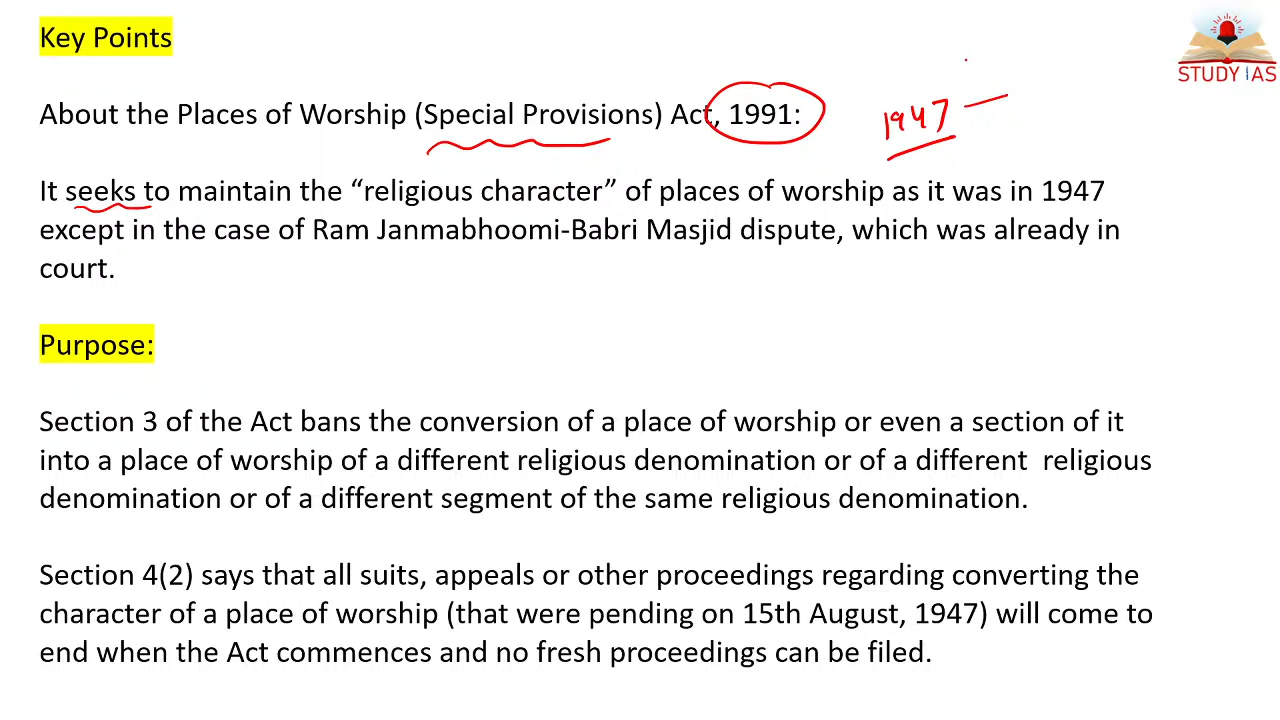 Key Points
STUDY IAS
About the Places of Worship (Special Provisions) Act, 1991:
1947
It seeks to maintain the “religious character” of places of worship as it was in 1947
except in the case of Ram Janmabhoomi-Babri Masjid dispute, which was already in
court.
Purpose:
Section 3 of the Act bans the conversion of a place of worship or even a section of it
into a place of worship of a different religious denomination or of a different religious
denomination or of a different segment of the same religious denomination.
Section 4(2) says that all suits, appeals or other proceedings regarding converting the
character of a place of worship (that were pending on 15th August, 1947) will come to
end when the Act commences and no fresh proceedings can be filed.